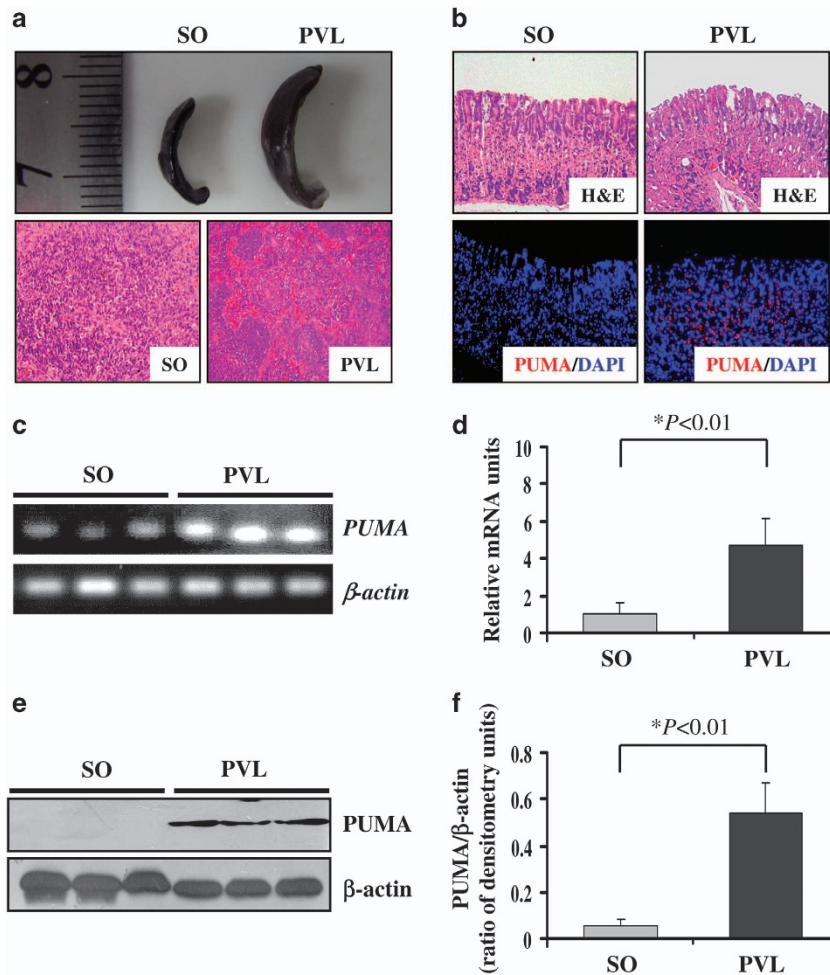 a
SO PVL
8
7
SO
PVL
b
SO PVL
H&E
H&E
PUMA/DAPI
PUMA/DAPI
c
SO PVL
PUMA
β-actin
d
*P<0.01
Relative mRNA units
10
8
6
4
2
0
SO PVL
e
SO PVL
PUMA
β-actin
f
*P<0.01
PUMA/β-actin
(ratio of densitometry units)
0.8
0.6
0.4
0.2
0
SO PVL